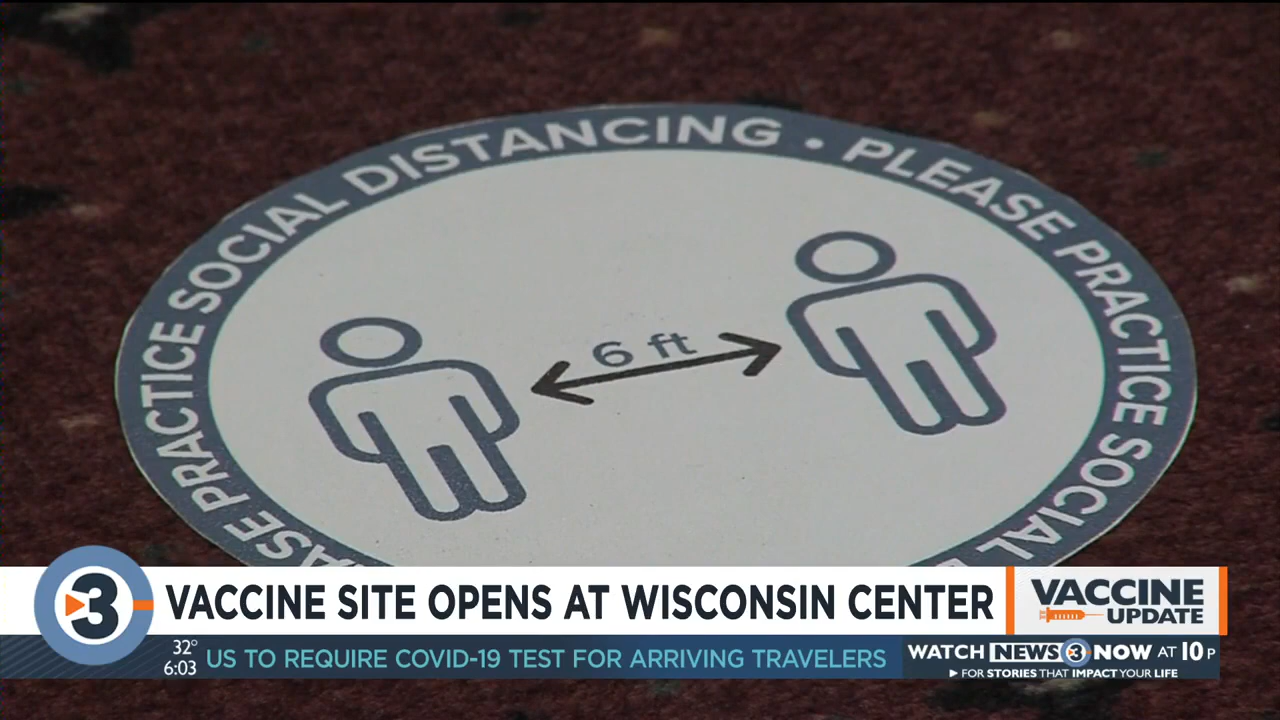 PLEASE PRACTICE SOCIAL DISTANCING • PLEASE PRACTICE SOCIAL
6 ft
3
VACCINE SITE OPENS AT WISCONSIN CENTER
VACCINE
UPDATE
32°
6:03
US TO REQUIRE COVID-19 TEST FOR ARRIVING TRAVELERS
WATCH NEWS 3 NOW AT 10P
▶ FOR STORIES THAT IMPACT YOUR LIFE